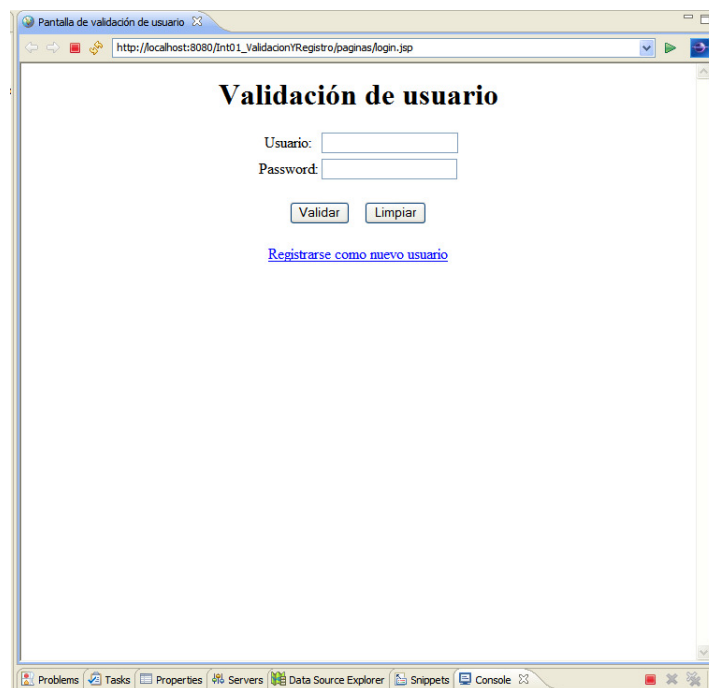 Pantalla de validación de usuario
http://localhost:8080/Int01_ValidacionYRegistro/paginas/login.jsp
Validación de usuario
Usuario:
Password:
Validar Limpiar
Registrarse como nuevo usuario
Problems Tasks Properties Servers Data Source Explorer Snippets Console